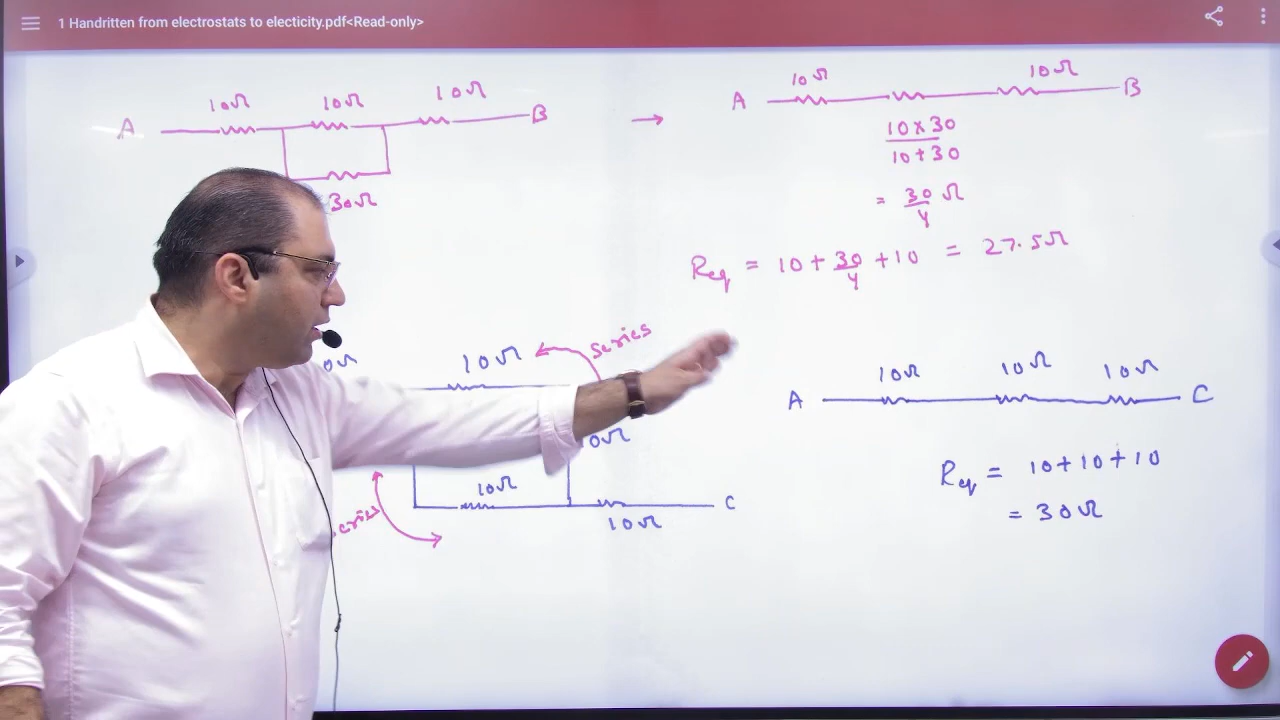 1 Handritten from electrostats to electicity.pdf<Read-only>
10Ω 10Ω 10Ω
A B
30Ω
→
10Ω 10Ω
A B
10×30
10+30
= 30/4 Ω
Req = 10 + 30/4 + 10 = 27.5Ω
series
10Ω
10Ω
C
10Ω
10Ω 10Ω 10Ω
A C
Req = 10+10+10
= 30Ω